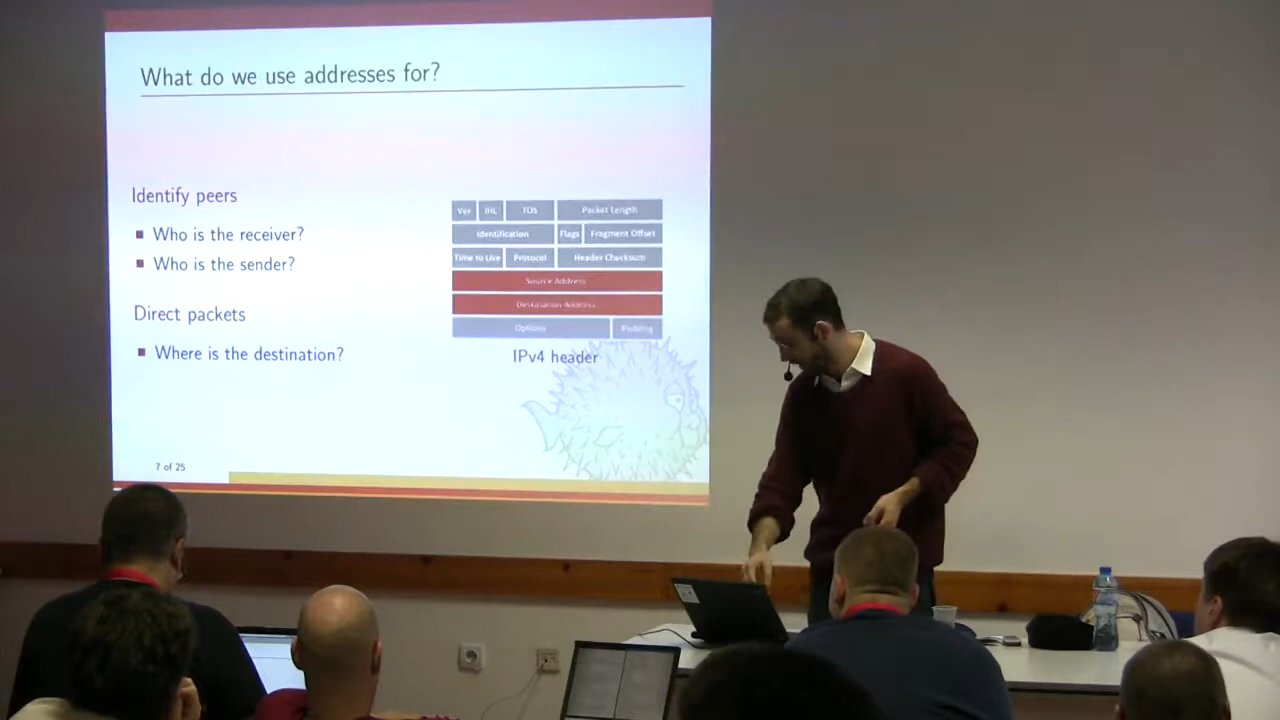 What do we use addresses for?
Identify peers
Who is the receiver?
Who is the sender?
Direct packets
Where is the destination?
Ver IHL TOS Packet Length
Identification Flags Fragment Offset
Time to Live Protocol Header Checksum
Source Address
Destination Address
Options Padding
IPv4 header
7 of 25